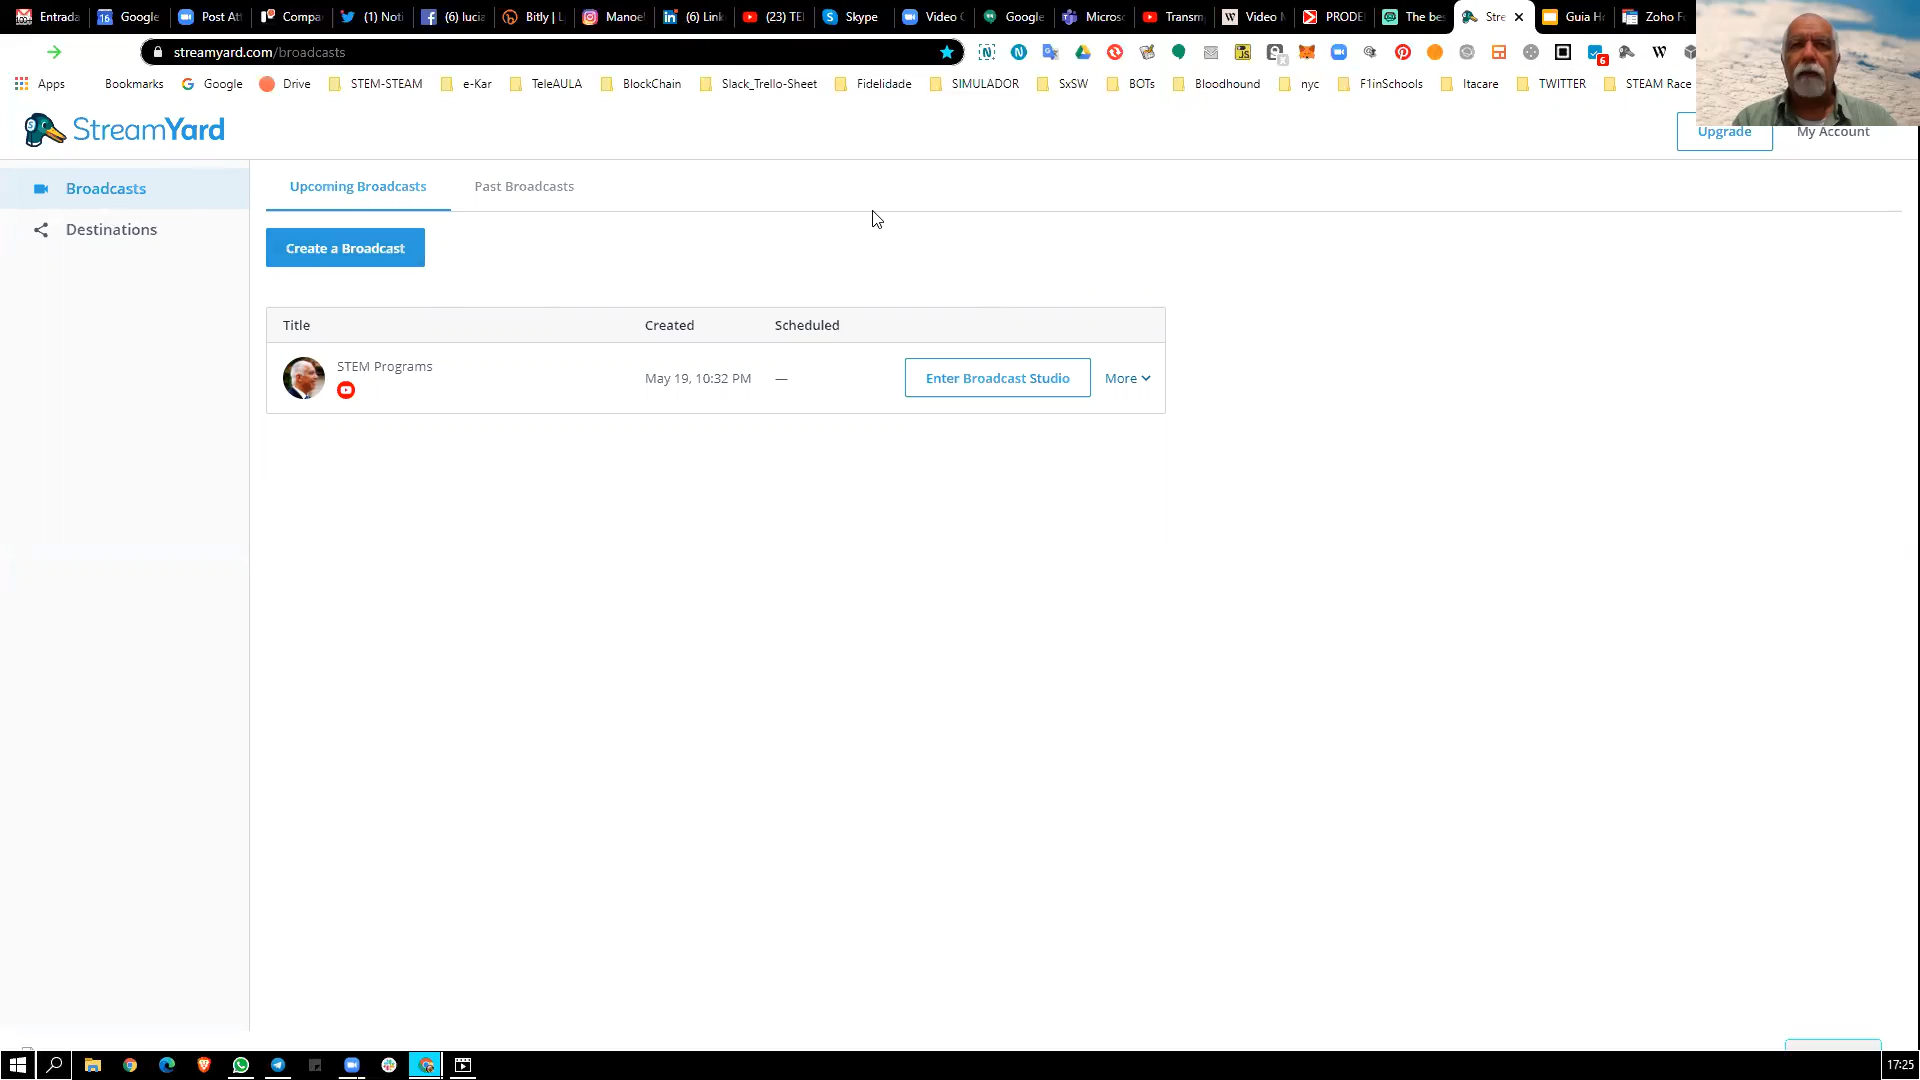 Entrada Google Post At Compa (1) Noti (6) lucia Bitly | L Manoe (6) Link (23) TE Skype Video C Google Micros Transm Video PRODE The bes Stre Guia H Zoho F
streamyard.com/broadcasts
6
Apps Bookmarks Google Drive STEM-STEAM e-Kar TeleAULA BlockChain Slack_Trello-Sheet Fidelidade SIMULADOR SxSW BOTs Bloodhound nyc F1inSchools Itacare TWITTER STEAM Race
StreamYard
Upgrade My Account
Broadcasts
Destinations
Upcoming Broadcasts Past Broadcasts
Create a Broadcast
Title Created Scheduled
STEM Programs May 19, 10:32 PM — Enter Broadcast Studio More
17:25